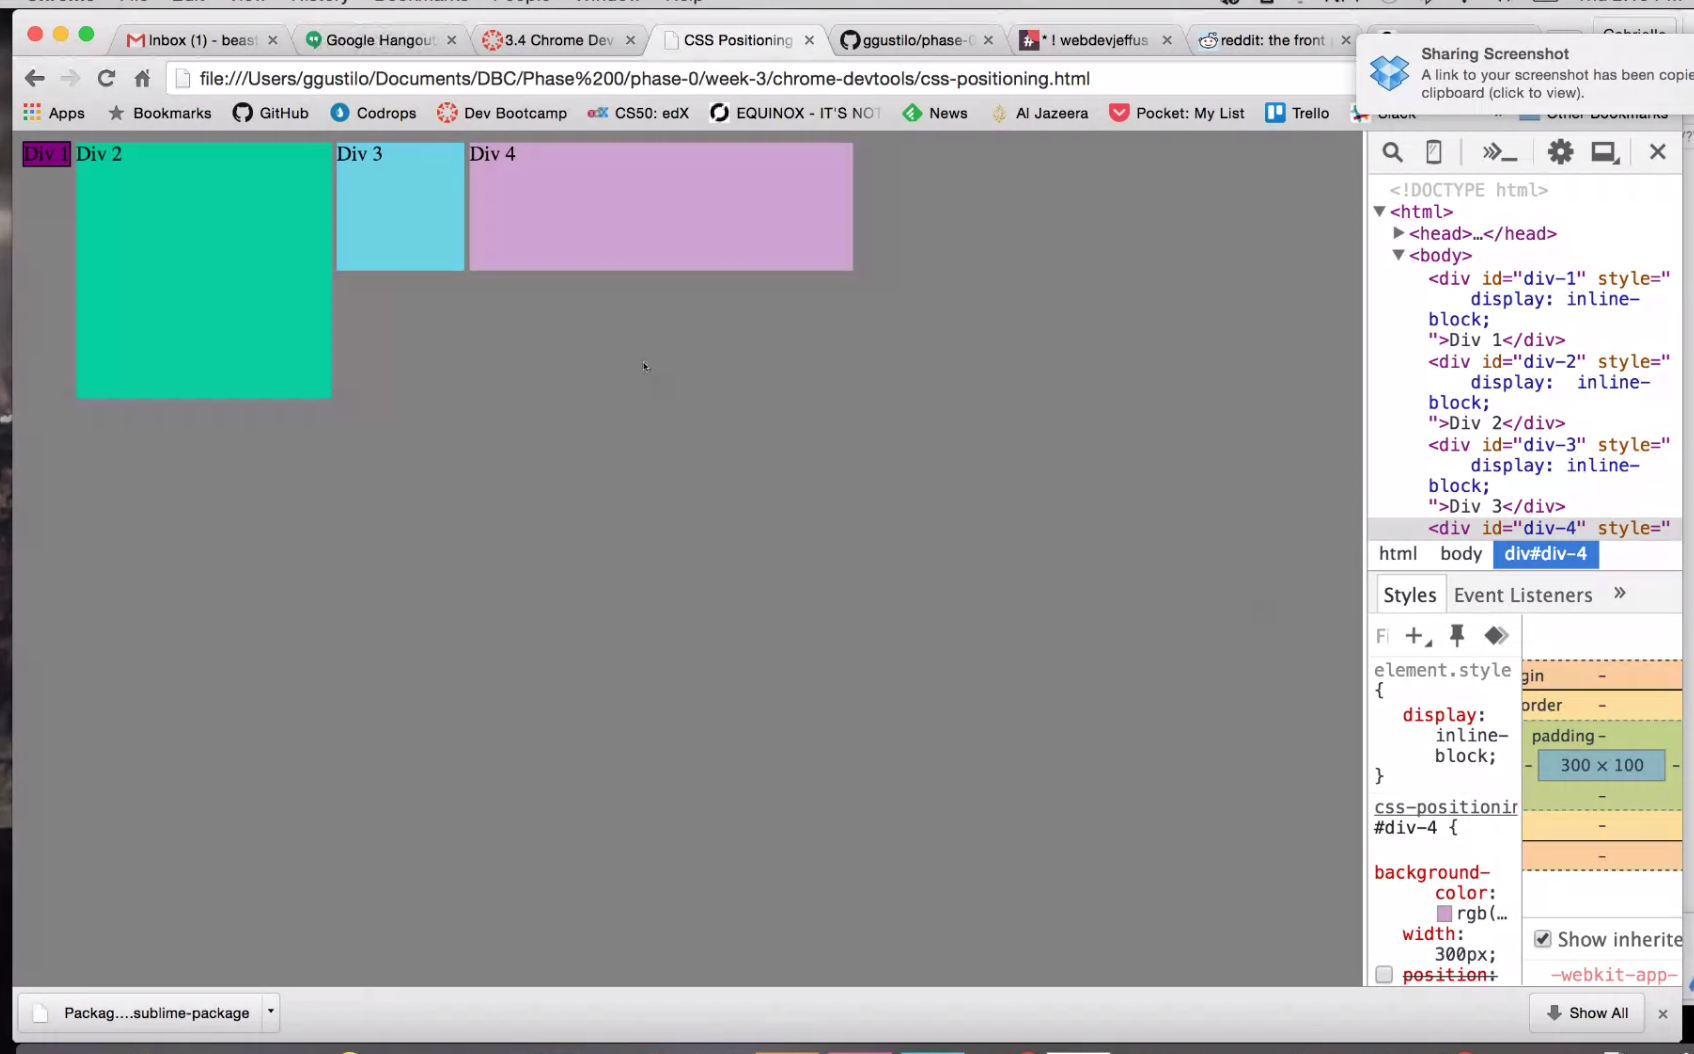 Inbox (1) - beas
Google Hangout
3.4 Chrome Dev
CSS Positioning
ggustilo/phase-0
* ! webdevjeffus
reddit: the front
Sharing Screenshot
A link to your screenshot has been copie
clipboard (click to view).
file:///Users/ggustilo/Documents/DBC/Phase%200/phase-0/week-3/chrome-devtools/css-positioning.html
Apps
Bookmarks
GitHub
Codrops
Dev Bootcamp
CS50: edX
EQUINOX - IT'S NOT
News
Al Jazeera
Pocket: My List
Trello
Slack
Other Bookmarks
Div 1
Div 2
Div 3
Div 4
<!DOCTYPE html>
<html>
<head>…</head>
<body>
<div id="div-1" style="
display: inline-
block;
">Div 1</div>
<div id="div-2" style="
display: inline-
block;
">Div 2</div>
<div id="div-3" style="
display: inline-
block;
">Div 3</div>
<div id="div-4" style="
html
body
div#div-4
Styles
Event Listeners
Fi
element.style
{
display:
inline-
block;
}
css-positionin
#div-4 {
background-
color:
rgb(…
width:
300px;
position:
gin
-
order
-
padding -
- 300 × 100 -
-
-
-
Show inherite
-webkit-app-
Packag....sublime-package
Show All